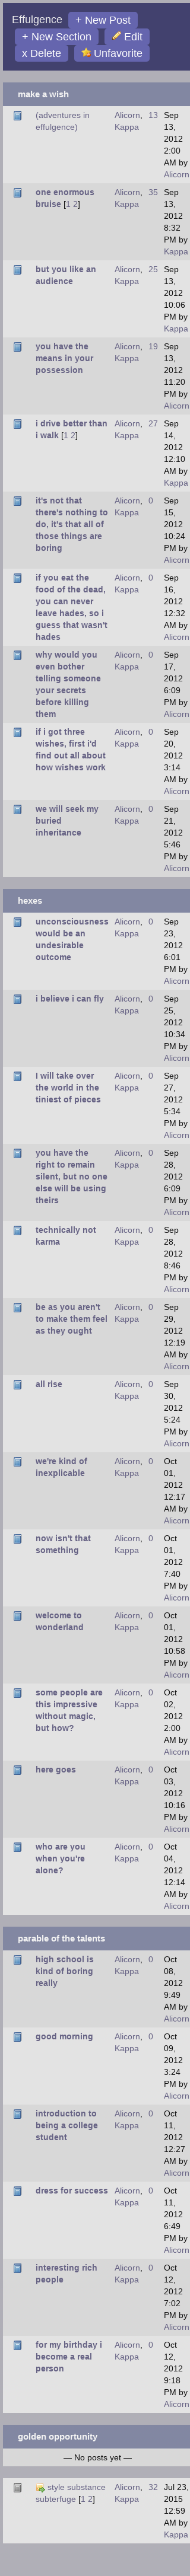 Effulgence + New Post
+ New Section Edit
x Delete Unfavorite
make a wish
(adventures in effulgence) Alicorn, Kappa 13 Sep 13, 2012 2:00 AM by Alicorn
one enormous bruise [1 2] Alicorn, Kappa 35 Sep 13, 2012 8:32 PM by Kappa
but you like an audience Alicorn, Kappa 25 Sep 13, 2012 10:06 PM by Kappa
you have the means in your possession Alicorn, Kappa 19 Sep 13, 2012 11:20 PM by Alicorn
i drive better than i walk [1 2] Alicorn, Kappa 27 Sep 14, 2012 12:10 AM by Kappa
it's not that there's nothing to do, it's that all of those things are boring Alicorn, Kappa 0 Sep 15, 2012 10:24 PM by Alicorn
if you eat the food of the dead, you can never leave hades, so i guess that wasn't hades Alicorn, Kappa 0 Sep 16, 2012 12:32 AM by Alicorn
why would you even bother telling someone your secrets before killing them Alicorn, Kappa 0 Sep 17, 2012 6:09 PM by Alicorn
if i got three wishes, first i'd find out all about how wishes work Alicorn, Kappa 0 Sep 20, 2012 3:14 AM by Alicorn
we will seek my buried inheritance Alicorn, Kappa 0 Sep 21, 2012 5:46 PM by Alicorn
hexes
unconsciousness would be an undesirable outcome Alicorn, Kappa 0 Sep 23, 2012 6:01 PM by Alicorn
i believe i can fly Alicorn, Kappa 0 Sep 25, 2012 10:34 PM by Alicorn
I will take over the world in the tiniest of pieces Alicorn, Kappa 0 Sep 27, 2012 5:34 PM by Alicorn
you have the right to remain silent, but no one else will be using theirs Alicorn, Kappa 0 Sep 28, 2012 6:09 PM by Alicorn
technically not karma Alicorn, Kappa 0 Sep 28, 2012 8:46 PM by Alicorn
be as you aren't to make them feel as they ought Alicorn, Kappa 0 Sep 29, 2012 12:19 AM by Alicorn
all rise Alicorn, Kappa 0 Sep 30, 2012 5:24 PM by Alicorn
we're kind of inexplicable Alicorn, Kappa 0 Oct 01, 2012 12:17 AM by Alicorn
now isn't that something Alicorn, Kappa 0 Oct 01, 2012 7:40 PM by Alicorn
welcome to wonderland Alicorn, Kappa 0 Oct 01, 2012 10:58 PM by Alicorn
some people are this impressive without magic, but how? Alicorn, Kappa 0 Oct 02, 2012 2:00 AM by Alicorn
here goes Alicorn, Kappa 0 Oct 03, 2012 10:16 PM by Alicorn
who are you when you're alone? Alicorn, Kappa 0 Oct 04, 2012 12:14 AM by Alicorn
parable of the talents
high school is kind of boring really Alicorn, Kappa 0 Oct 08, 2012 9:49 AM by Alicorn
good morning Alicorn, Kappa 0 Oct 09, 2012 3:24 PM by Alicorn
introduction to being a college student Alicorn, Kappa 0 Oct 11, 2012 12:27 AM by Alicorn
dress for success Alicorn, Kappa 0 Oct 11, 2012 6:49 PM by Alicorn
interesting rich people Alicorn, Kappa 0 Oct 12, 2012 7:02 PM by Alicorn
for my birthday i become a real person Alicorn, Kappa 0 Oct 12, 2012 9:18 PM by Alicorn
golden opportunity
— No posts yet —
style substance subterfuge [1 2] Alicorn, Kappa 32 Jul 23, 2015 12:59 AM by Kappa